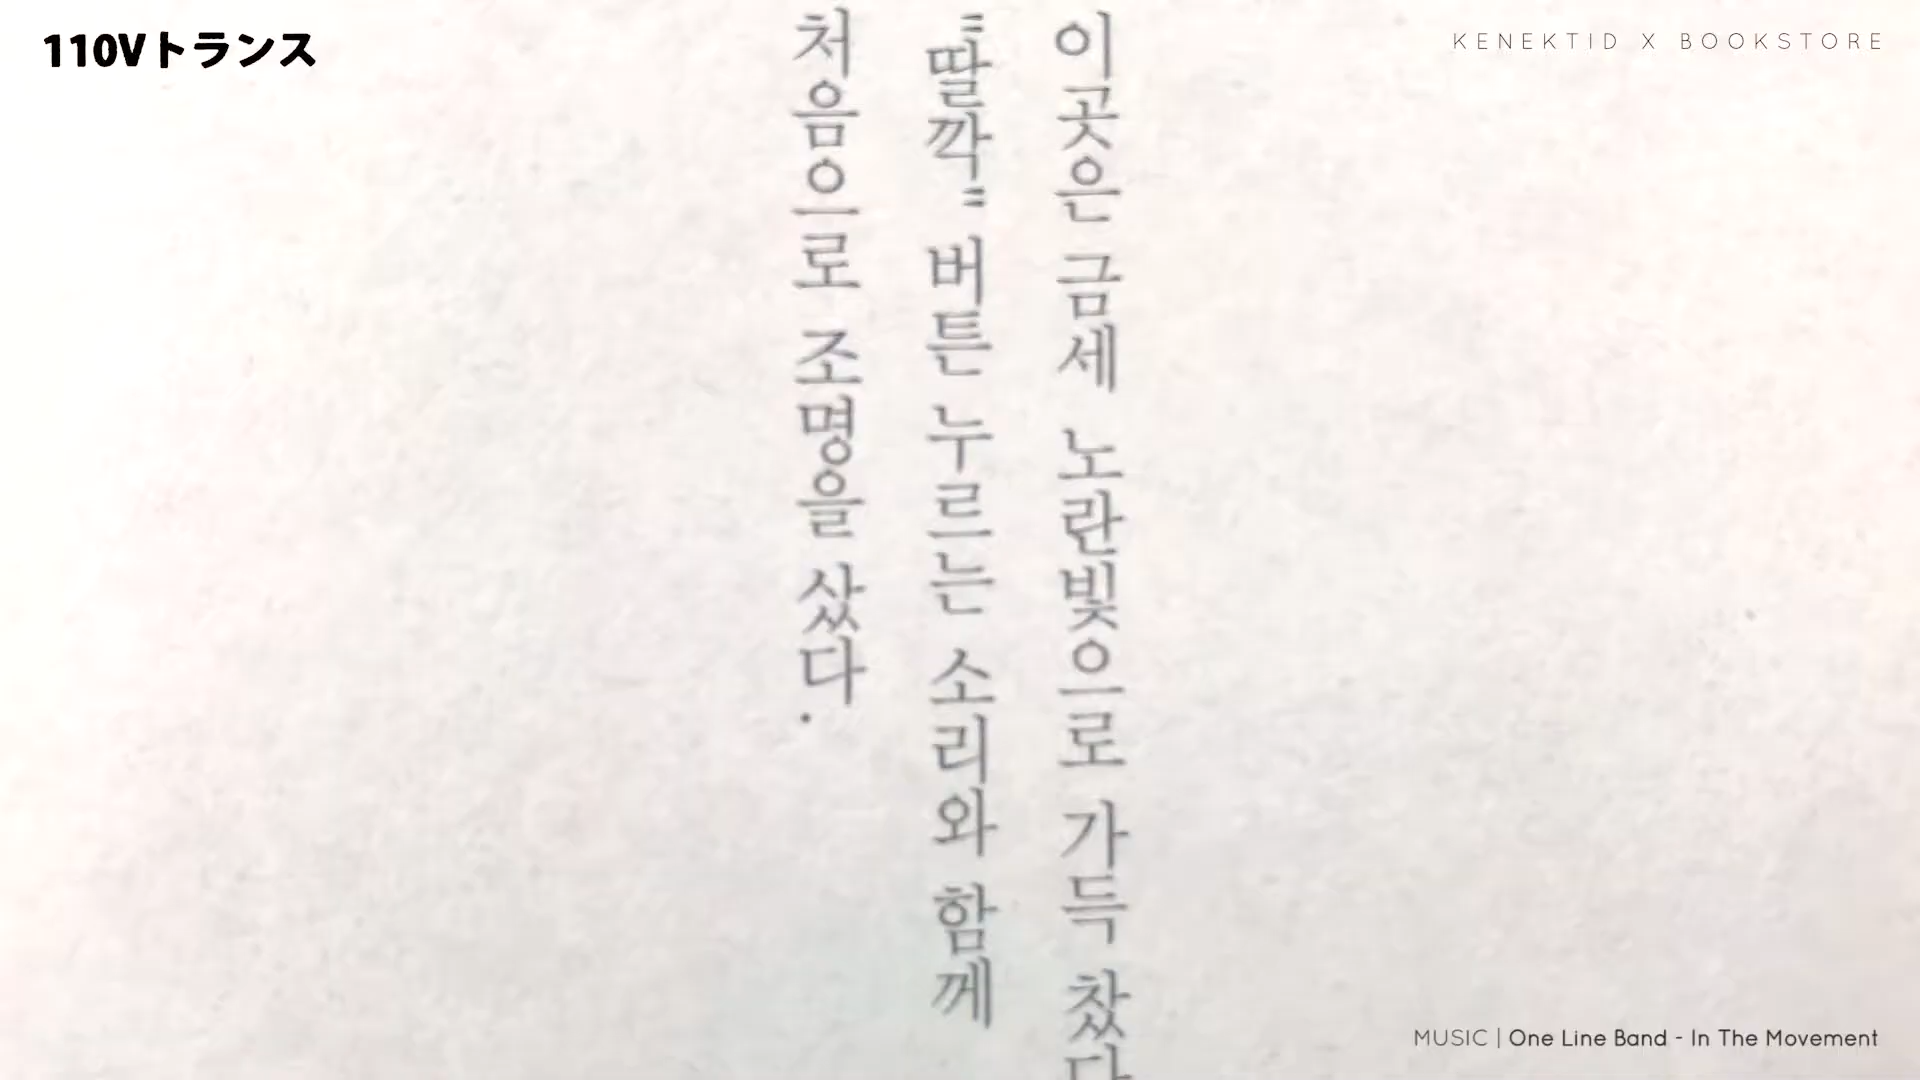 110Vトランス
KENEKTID X BOOKSTORE
처음으로 조명을 샀다.
"딸깍" 버튼 누르는 소리와 함께
이곳은 금세 노란빛으로 가득 찼다
MUSIC | One Line Band - In The Movement